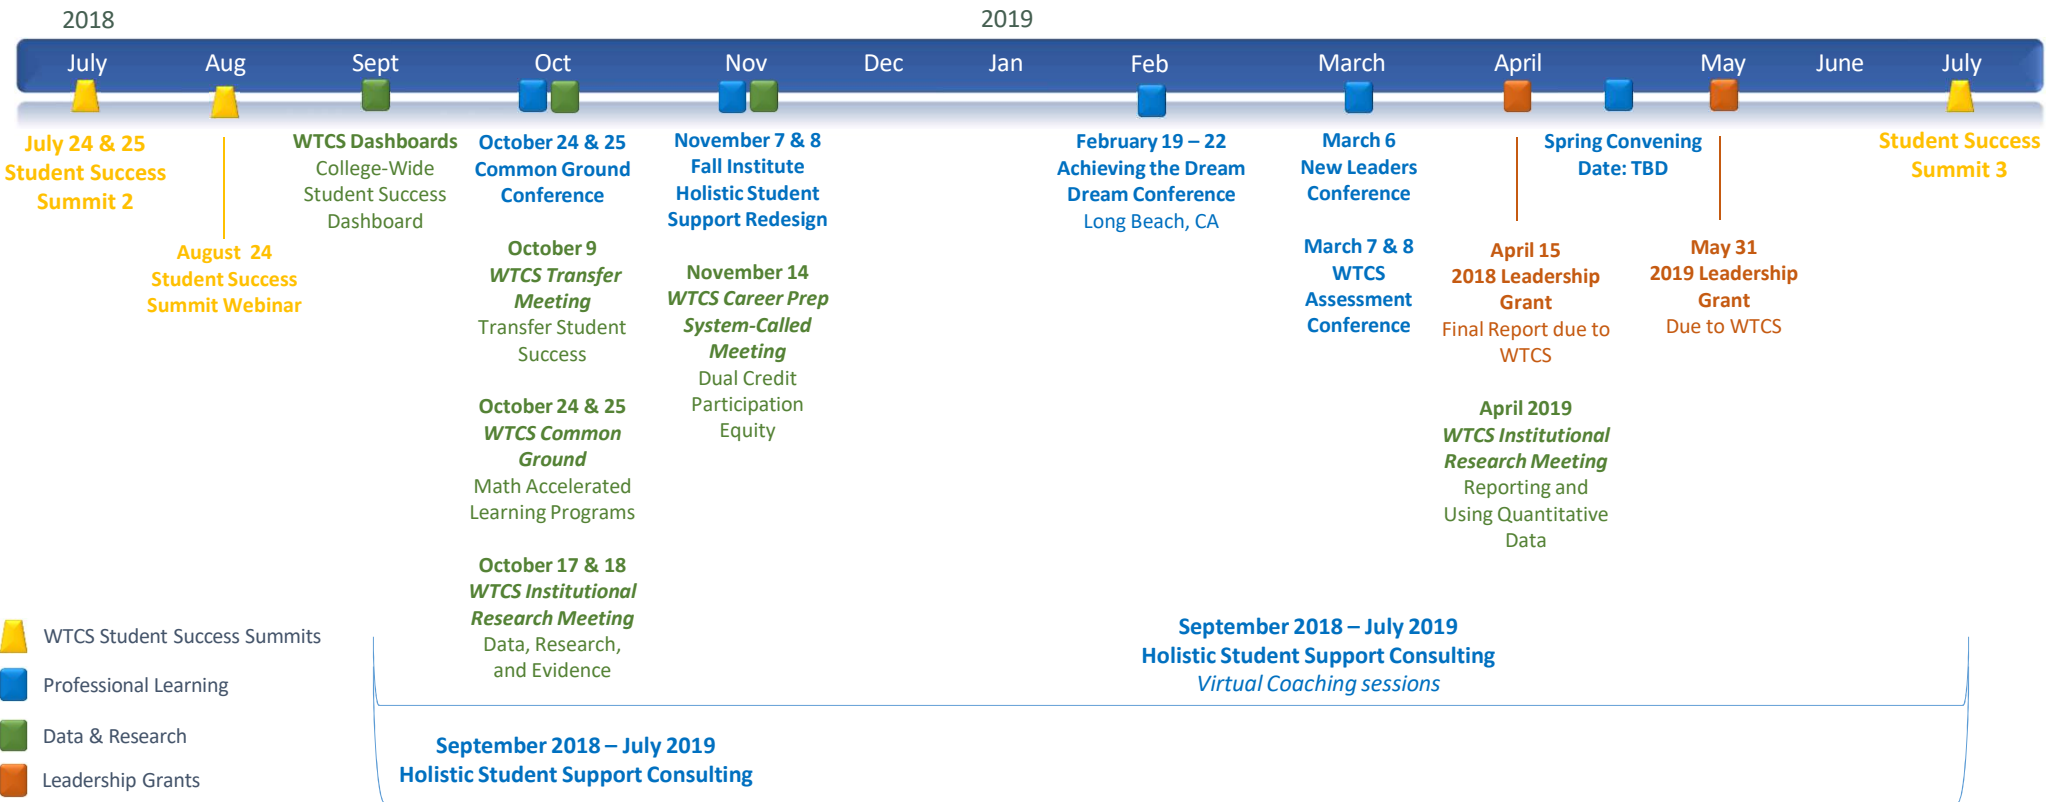 2018
2019
July
Aug
Sept
Oct
Nov
Dec
Jan
Feb
March
April
May
June
July
July 24 & 25
Student Success
Summit 2
August 24
Student Success
Summit Webinar
WTCS Dashboards
College-Wide
Student Success
Dashboard
October 24 & 25
Common Ground
Conference
October 9
WTCS Transfer
Meeting
Transfer Student
Success
October 24 & 25
WTCS Common
Ground
Math Accelerated
Learning Programs
October 17 & 18
WTCS Institutional
Research Meeting
Data, Research,
and Evidence
November 7 & 8
Fall Institute
Holistic Student
Support Redesign
November 14
WTCS Career Prep
System-Called
Meeting
Dual Credit
Participation
Equity
February 19 – 22
Achieving the Dream
Dream Conference
Long Beach, CA
March 6
New Leaders
Conference
March 7 & 8
WTCS
Assessment
Conference
April 15
2018 Leadership
Grant
Final Report due to
WTCS
April 2019
WTCS Institutional
Research Meeting
Reporting and
Using Quantitative
Data
Spring Convening
Date: TBD
May 31
2019 Leadership
Grant
Due to WTCS
Student Success
Summit 3
WTCS Student Success Summits
Professional Learning
Data & Research
Leadership Grants
September 2018 – July 2019
Holistic Student Support Consulting
Virtual Coaching sessions
September 2018 – July 2019
Holistic Student Support Consulting